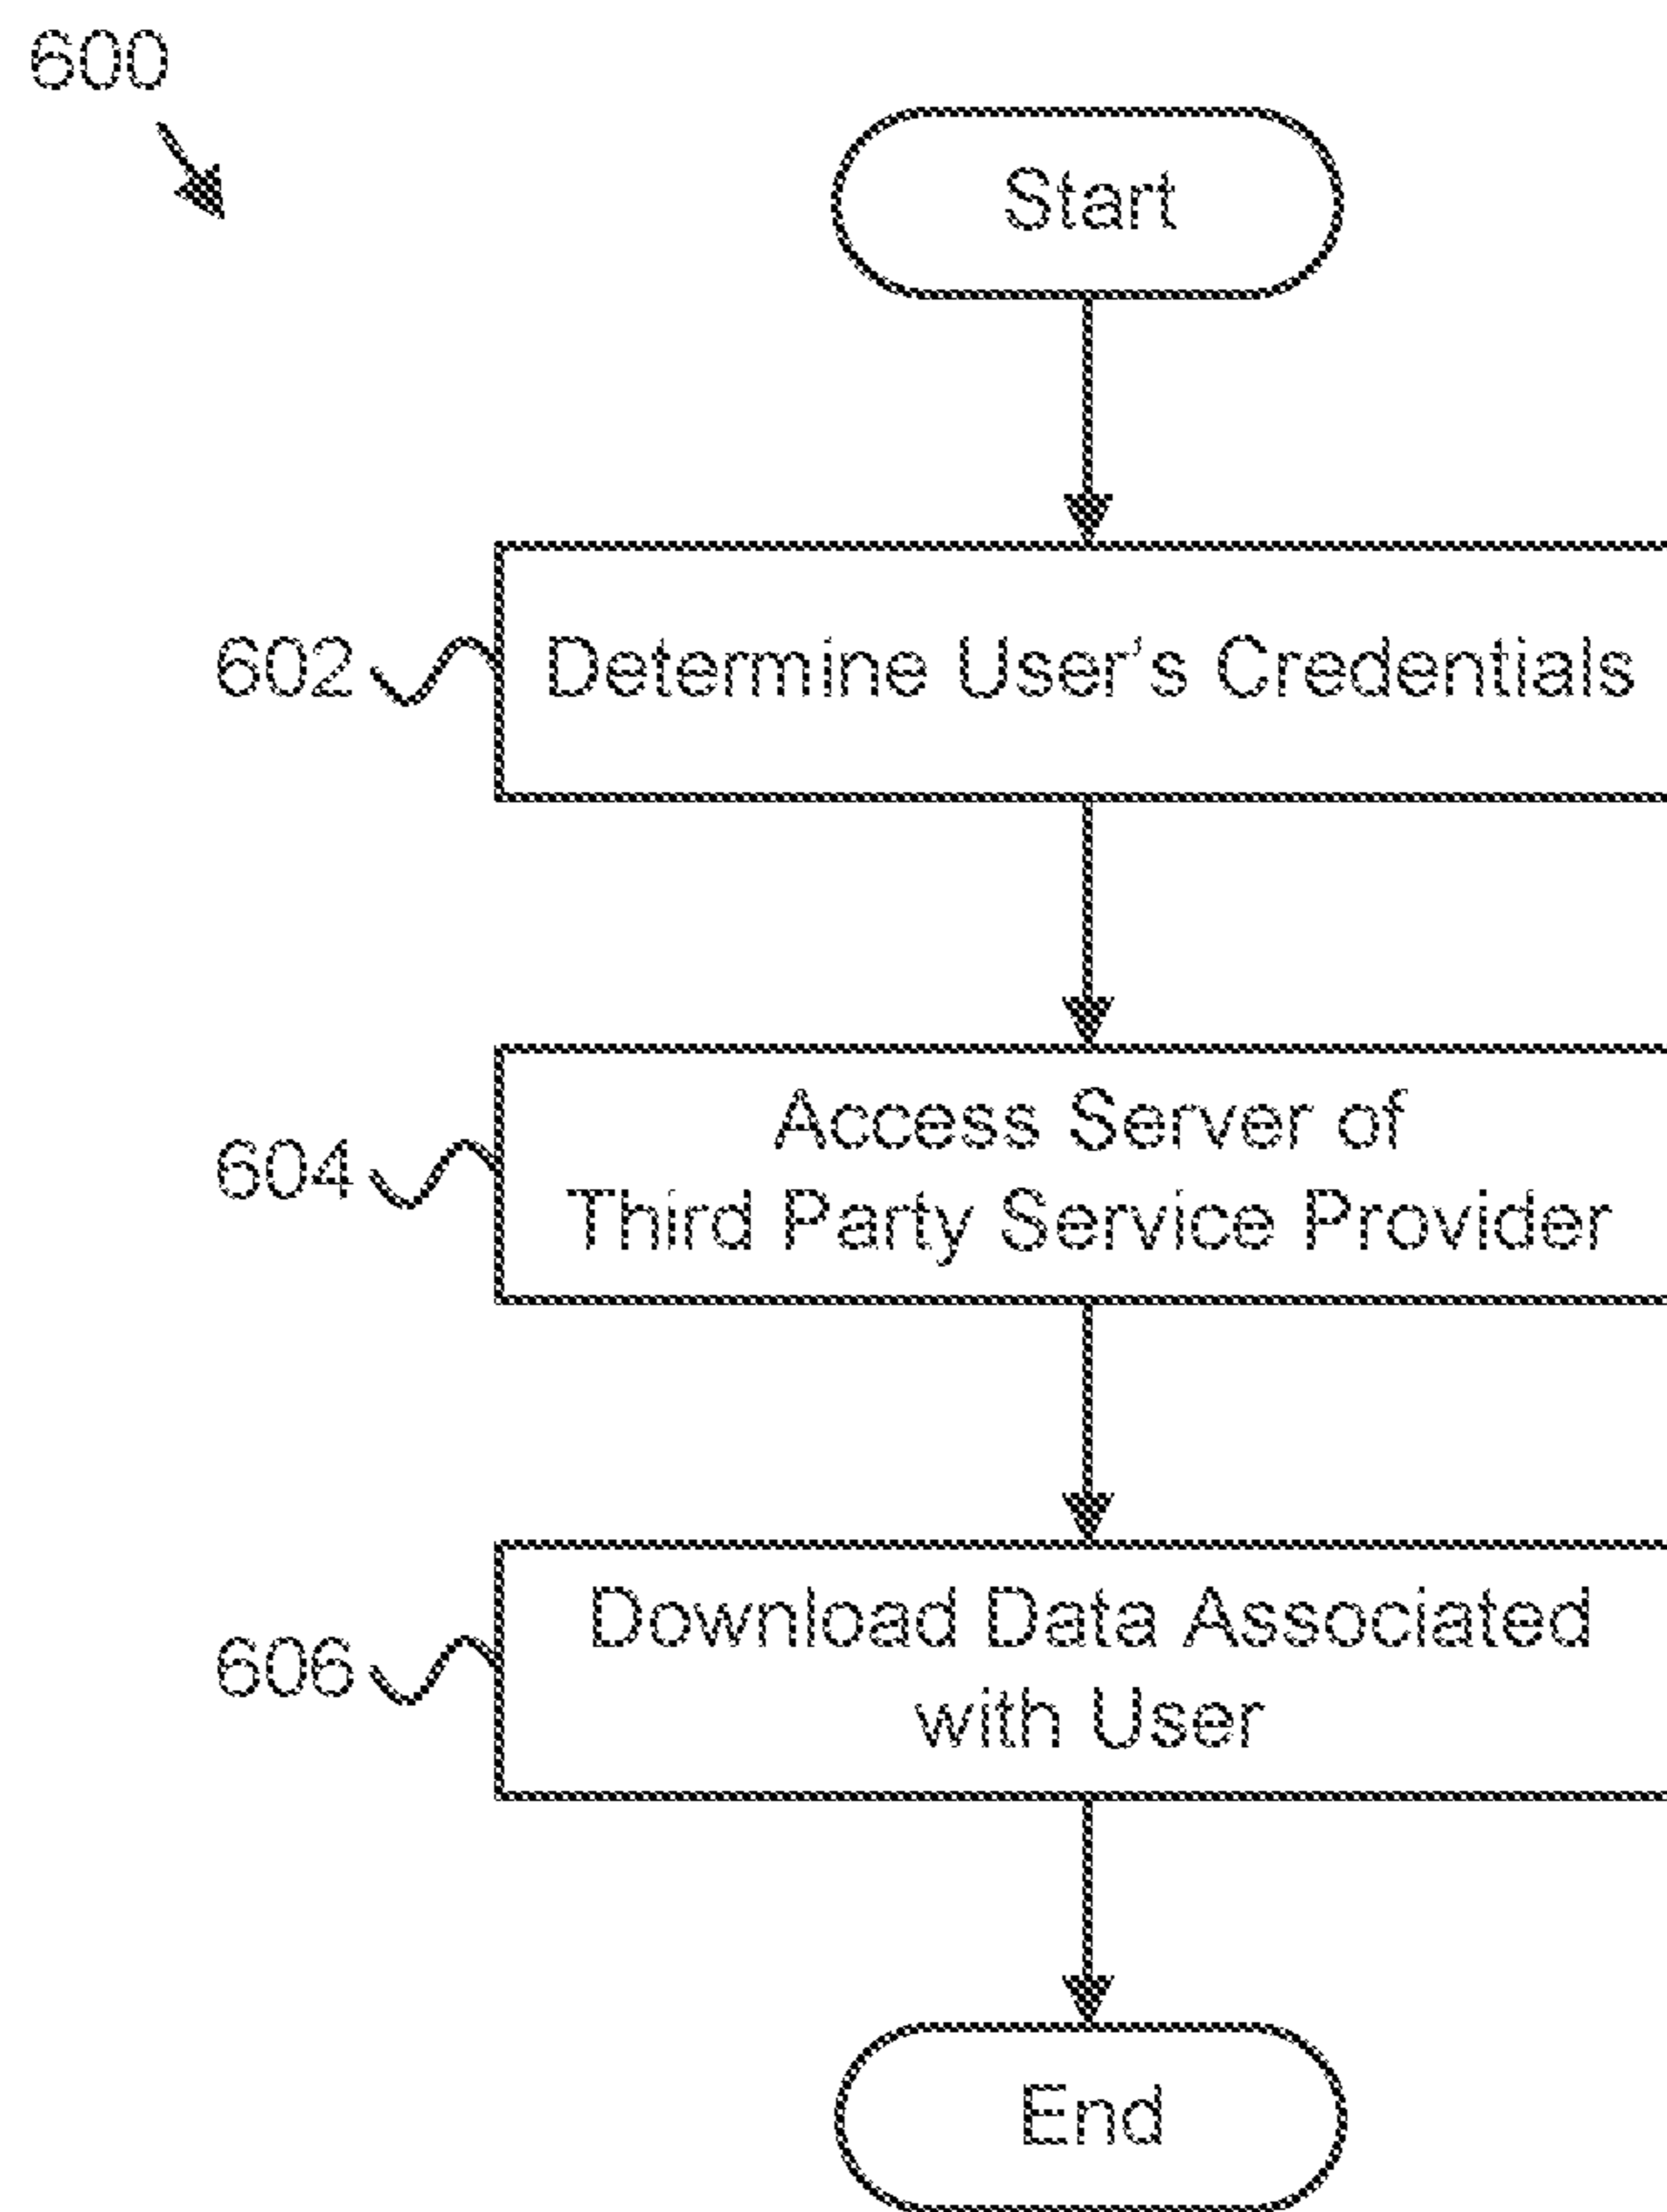 600
Start
602
Determine User's Credentials
604
Access Server of
Third Party Service Provider
606
Download Data Associated
with User
End